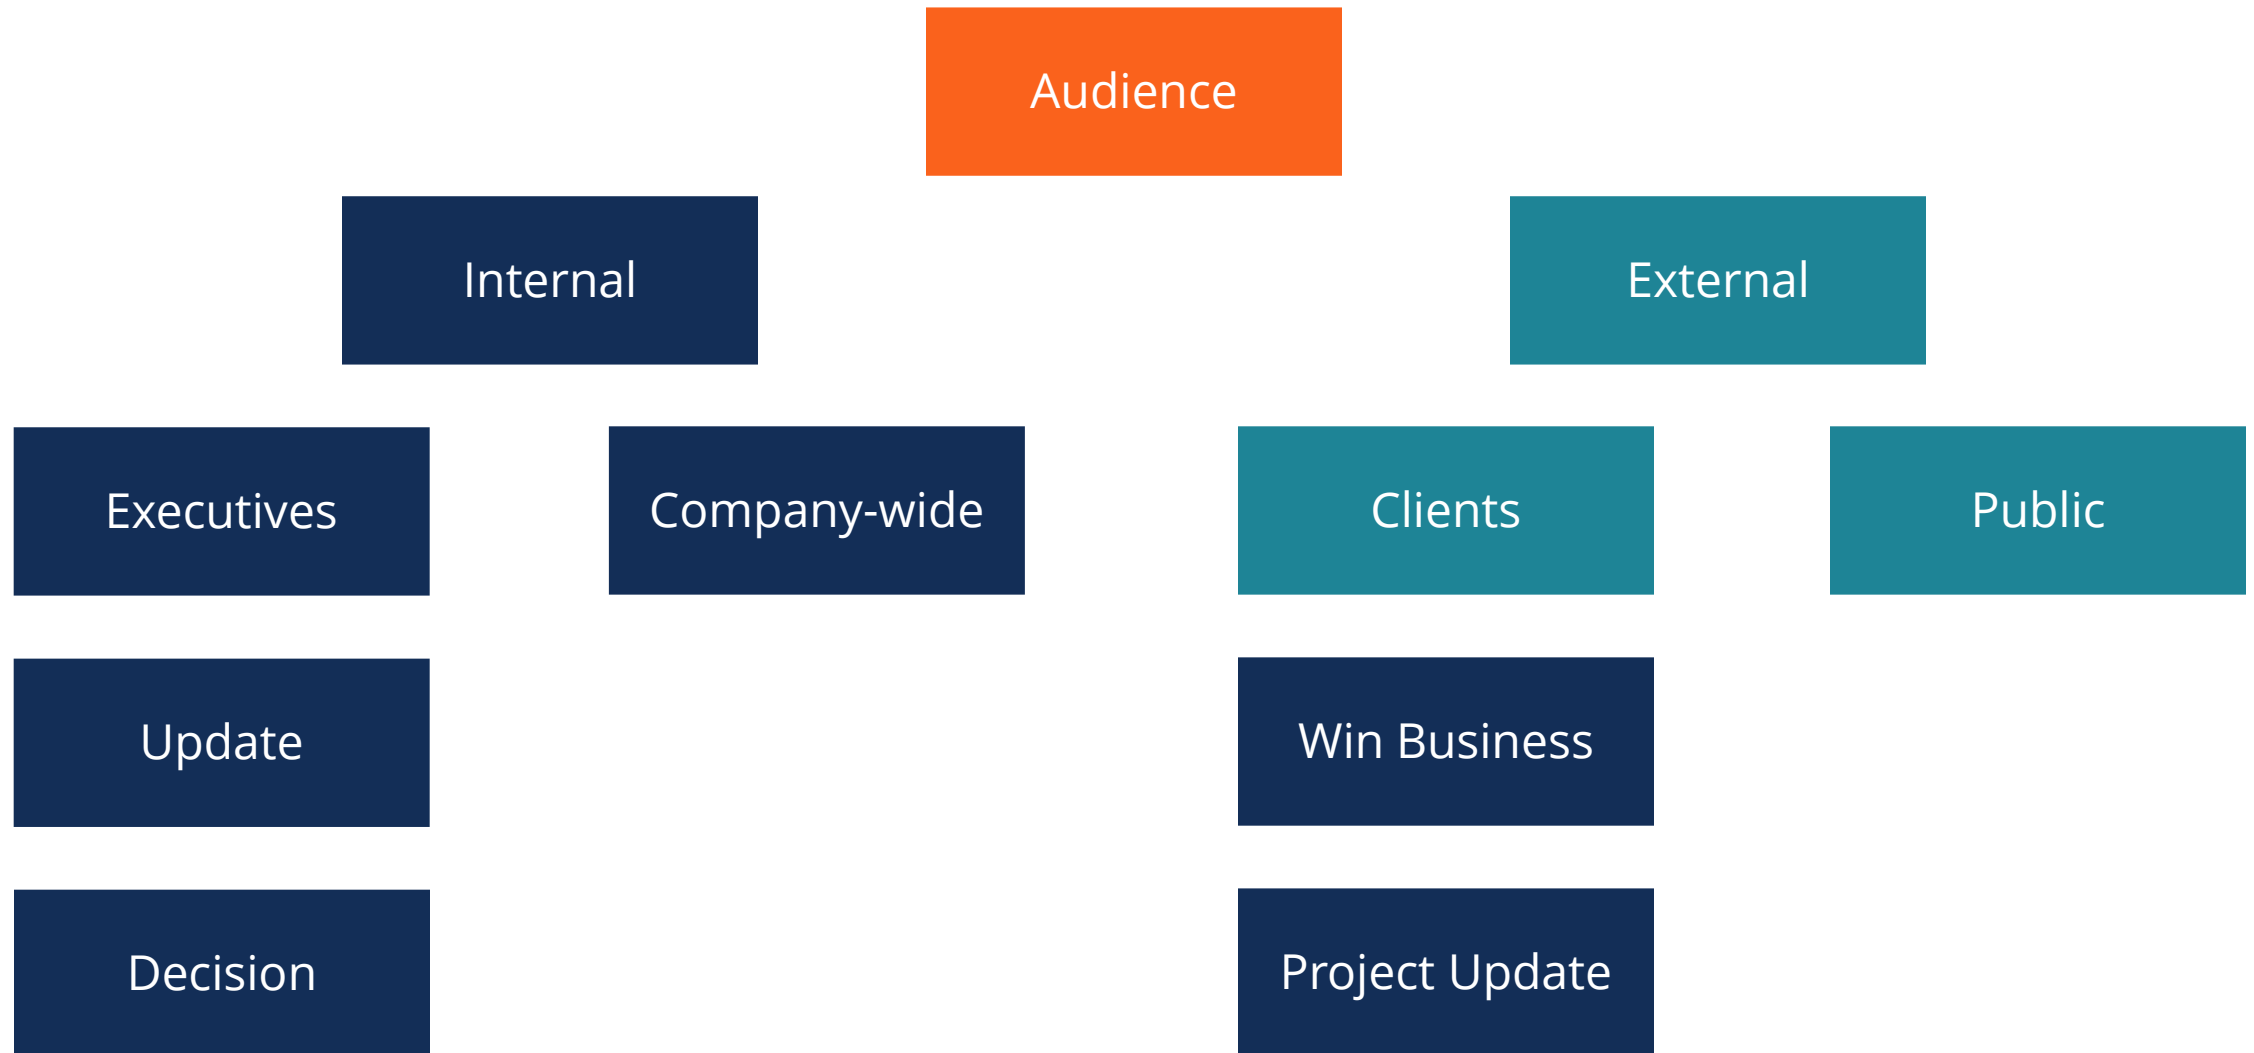 Audience
Internal
External
Executives
Company-wide
Clients
Public
Update
Win Business
Decision
Project Update